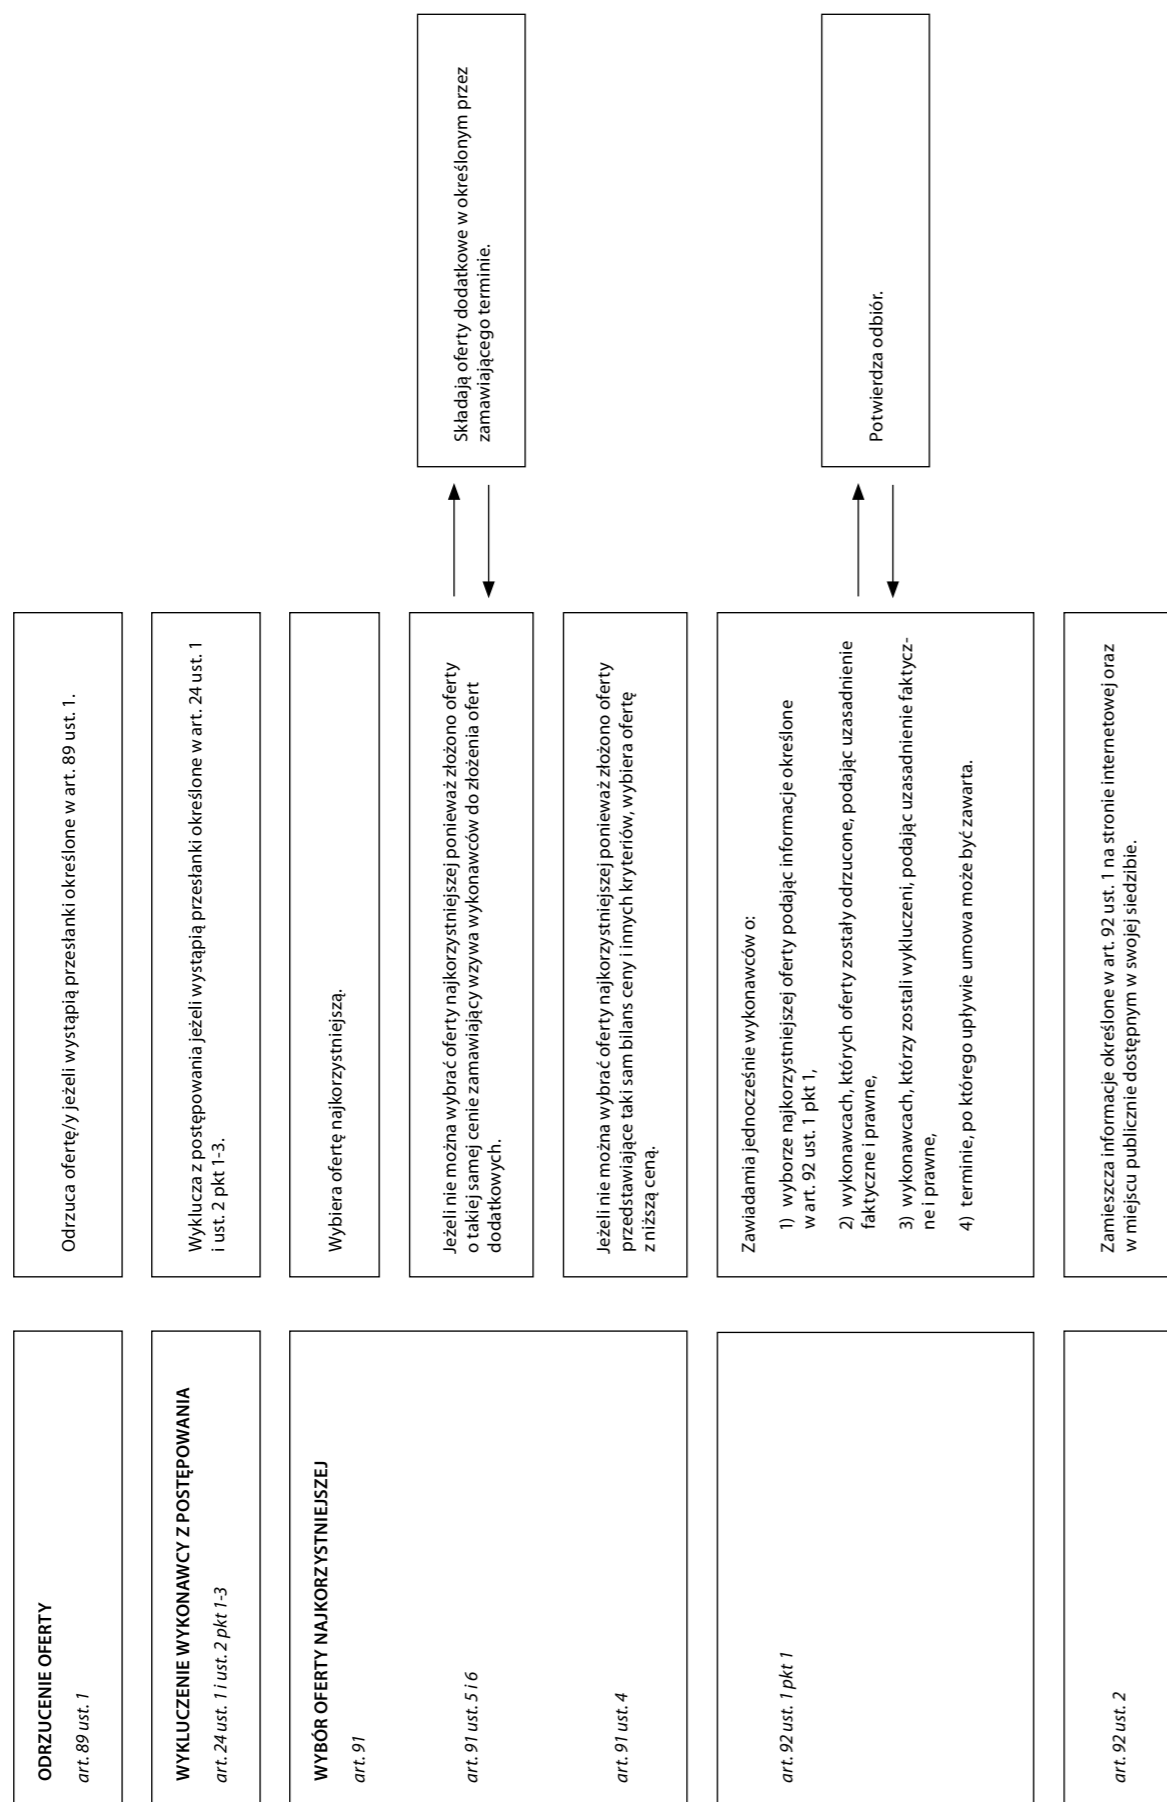 ODRZUCENIE OFERTY
art. 89 ust. 1
Odrzuca ofertę/y jeżeli wystąpią przesłanki określone w art. 89 ust. 1.
WYKLUCZENIE WYKONAWCY Z POSTĘPOWANIA
art. 24 ust. 1 i ust. 2 pkt 1-3
Wyklucza z postępowania jeżeli wystąpią przesłanki określone w art. 24 ust. 1
i ust. 2 pkt 1-3.
WYBÓR OFERTY NAJKORZYSTNIEJSZEJ
art. 91
Wybiera ofertę najkorzystniejszą.
art. 91 ust. 5 i 6
Jeżeli nie można wybrać oferty najkorzystniejszej ponieważ złożono oferty
o takiej samej cenie zamawiający wzywa wykonawców do złożenia ofert
dodatkowych.
Składają oferty dodatkowe w określonym przez
zamawiającego terminie.
art. 91 ust. 4
Jeżeli nie można wybrać oferty najkorzystniejszej ponieważ złożono oferty
przedstawiające taki sam bilans ceny i innych kryteriów, wybiera ofertę
z niższą ceną.
art. 92 ust. 1 pkt 1
Zawiadamia jednocześnie wykonawców o:
1) wyborze najkorzystniejszej oferty podając informacje określone
w art. 92 ust. 1 pkt 1,
2) wykonawcach, których oferty zostały odrzucone, podając uzasadnienie
faktyczne i prawne,
3) wykonawcach, którzy zostali wykluczeni, podając uzasadnienie faktycz-
ne i prawne,
4) terminie, po którego upływie umowa może być zawarta.
Potwierdza odbiór.
art. 92 ust. 2
Zamieszcza informacje określone w art. 92 ust. 1 na stronie internetowej oraz
w miejscu publicznie dostępnym w swojej siedzibie.